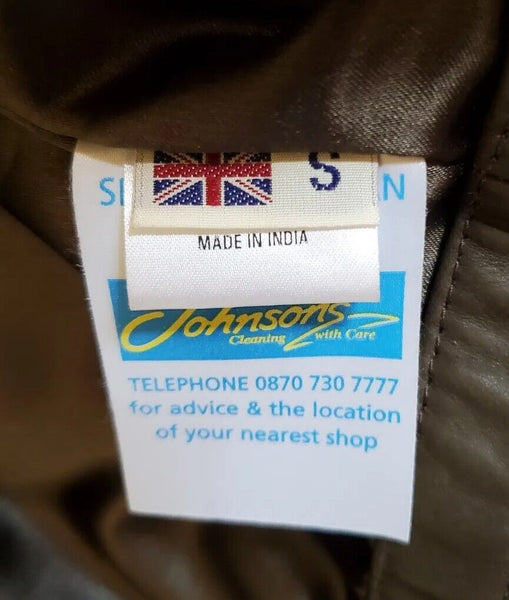 S
MADE IN INDIA
Johnsons
Cleaning with Care
TELEPHONE 0870 730 7777
for advice & the location
of your nearest shop